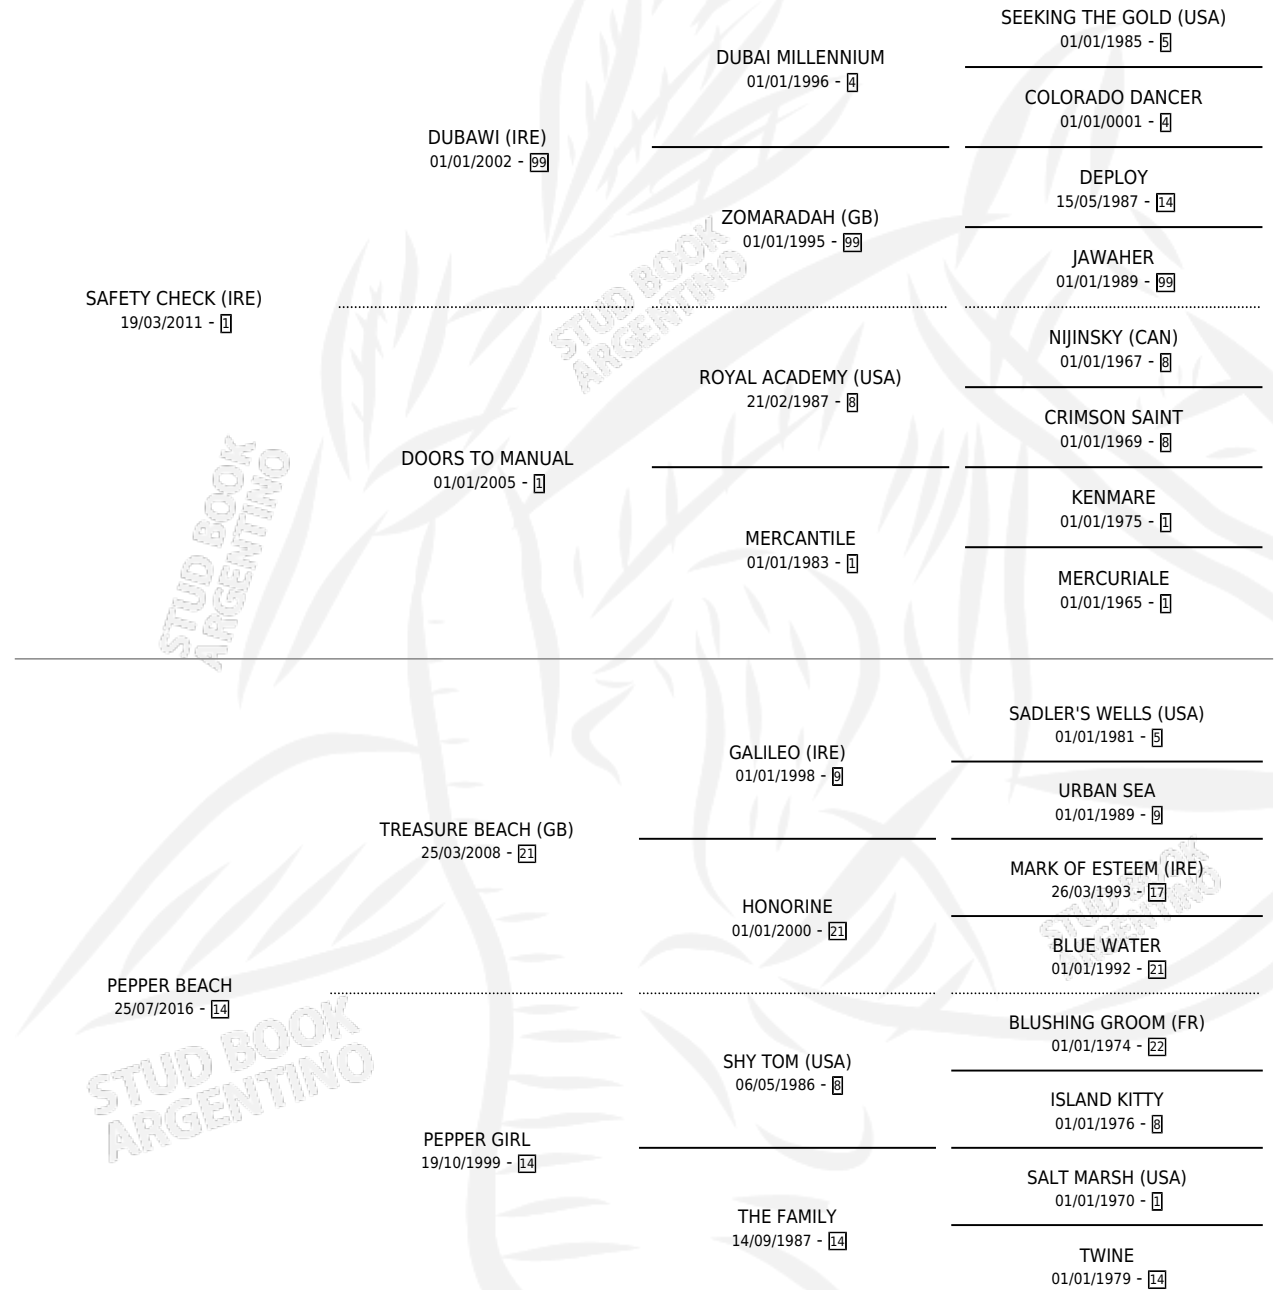 SEEKING THE GOLD (USA)
01/01/1985 - 5
DUBAI MILLENNIUM
01/01/1996 - 4
COLORADO DANCER
01/01/0001 - 4
DUBAWI (IRE)
01/01/2002 - 99
DEPLOY
15/05/1987 - 14
ZOMARADAH (GB)
01/01/1995 - 99
JAWAHER
01/01/1989 - 99
SAFETY CHECK (IRE)
19/03/2011 - 1
NIJINSKY (CAN)
01/01/1967 - 8
ROYAL ACADEMY (USA)
21/02/1987 - 8
CRIMSON SAINT
01/01/1969 - 8
DOORS TO MANUAL
01/01/2005 - 1
KENMARE
01/01/1975 - 1
MERCANTILE
01/01/1983 - 1
MERCURIALE
01/01/1965 - 1
SADLER'S WELLS (USA)
01/01/1981 - 5
GALILEO (IRE)
01/01/1998 - 9
URBAN SEA
01/01/1989 - 9
TREASURE BEACH (GB)
25/03/2008 - 21
MARK OF ESTEEM (IRE)
26/03/1993 - 17
HONORINE
01/01/2000 - 21
BLUE WATER
01/01/1992 - 21
PEPPER BEACH
25/07/2016 - 14
BLUSHING GROOM (FR)
01/01/1974 - 22
SHY TOM (USA)
06/05/1986 - 8
ISLAND KITTY
01/01/1976 - 8
PEPPER GIRL
19/10/1999 - 14
SALT MARSH (USA)
01/01/1970 - 1
THE FAMILY
14/09/1987 - 14
TWINE
01/01/1979 - 14
STUD BOOK
ARGENTINO
STUD BOOK
ARGENTINO
STUD BOOK
ARGENTINO
STUD BOOK
ARGENTINO